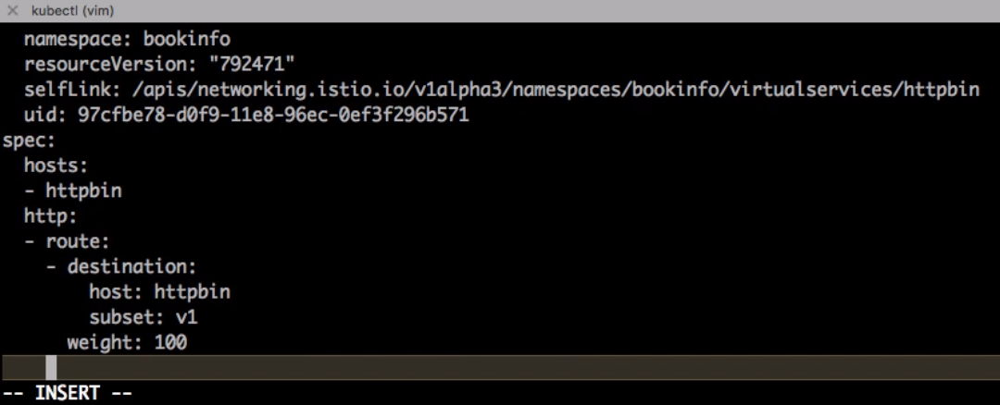 kubectl (vim)
  namespace: bookinfo
  resourceVersion: "792471"
  selfLink: /apis/networking.istio.io/v1alpha3/namespaces/bookinfo/virtualservices/httpbin
  uid: 97cfbe78-d0f9-11e8-96ec-0ef3f296b571
spec:
  hosts:
  - httpbin
  http:
  - route:
    - destination:
        host: httpbin
        subset: v1
      weight: 100
-- INSERT --